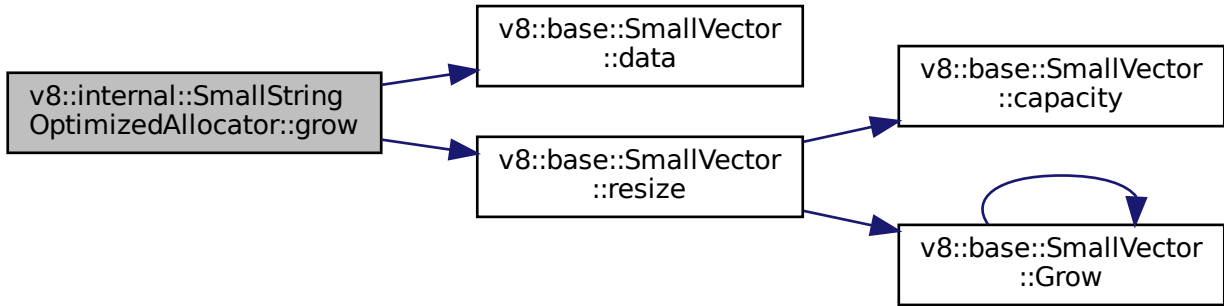 v8::internal::SmallString
OptimizedAllocator::grow
v8::base::SmallVector
::data
v8::base::SmallVector
::resize
v8::base::SmallVector
::capacity
v8::base::SmallVector
::Grow